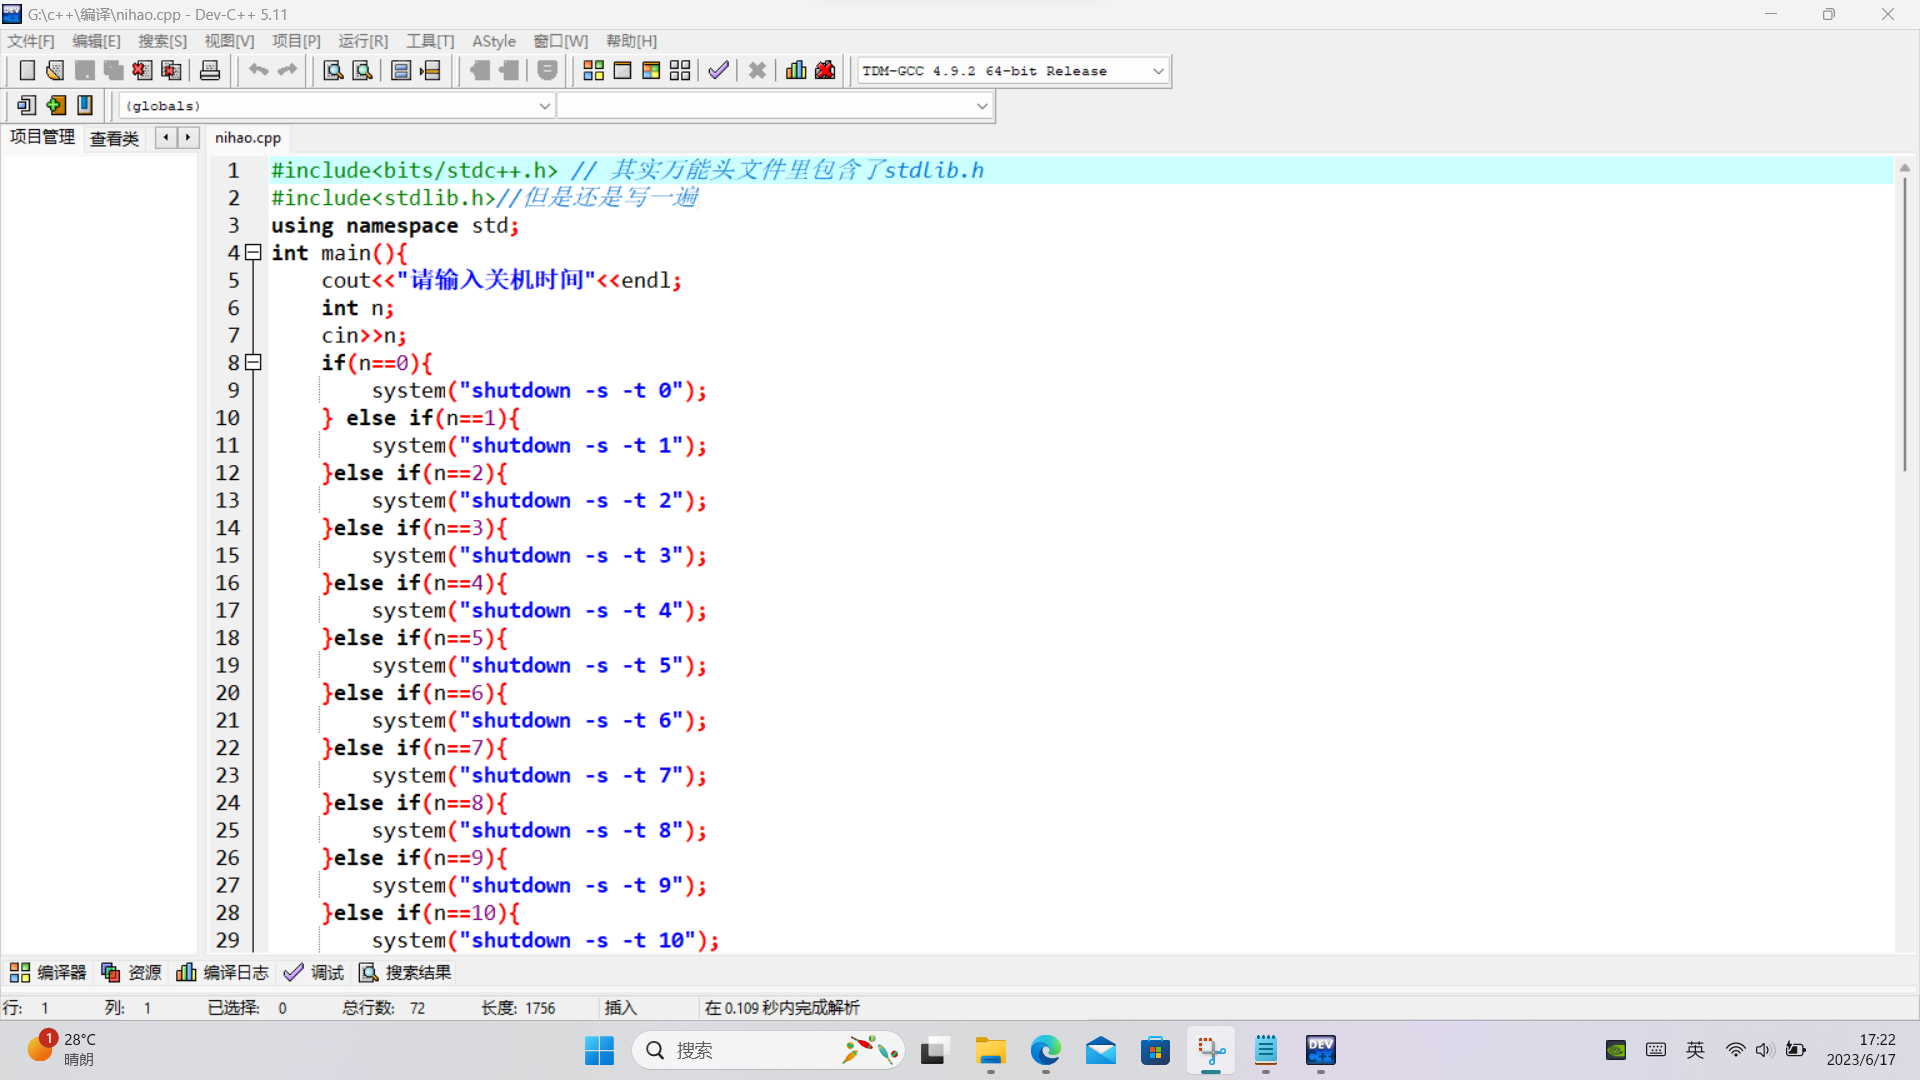 G:\c++\编译\nihao.cpp - Dev-C++ 5.11
文件[F] 编辑[E] 搜索[S] 视图[V] 项目[P] 运行[R] 工具[T] AStyle 窗口[W] 帮助[H]
TDM-GCC 4.9.2 64-bit Release
(globals)
项目管理 查看类 nihao.cpp
1 #include<bits/stdc++.h> // 其实万能头文件里包含了stdlib.h
2 #include<stdlib.h>//但是还是写一遍
3 using namespace std;
4 int main(){
5 cout<<"请输入关机时间"<<endl;
6 int n;
7 cin>>n;
8 if(n==0){
9 system("shutdown -s -t 0");
10 } else if(n==1){
11 system("shutdown -s -t 1");
12 }else if(n==2){
13 system("shutdown -s -t 2");
14 }else if(n==3){
15 system("shutdown -s -t 3");
16 }else if(n==4){
17 system("shutdown -s -t 4");
18 }else if(n==5){
19 system("shutdown -s -t 5");
20 }else if(n==6){
21 system("shutdown -s -t 6");
22 }else if(n==7){
23 system("shutdown -s -t 7");
24 }else if(n==8){
25 system("shutdown -s -t 8");
26 }else if(n==9){
27 system("shutdown -s -t 9");
28 }else if(n==10){
29 system("shutdown -s -t 10");
编译器 资源 编译日志 调试 搜索结果
行: 1 列: 1 已选择: 0 总行数: 72 长度: 1756 插入 在 0.109 秒内完成解析
1 28°C
晴朗
搜索
DEV
英
17:22
2023/6/17